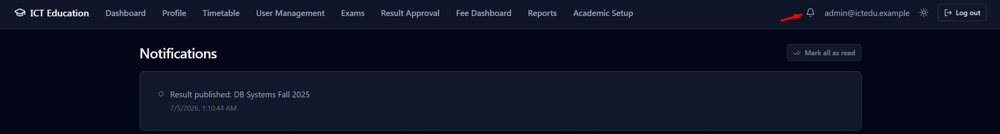 ICT Education Dashboard Profile Timetable User Management Exams Result Approval Fee Dashboard Reports Academic Setup admin@ictedu.example Log out
Notifications Mark all as read
Result published: DB Systems Fall 2025
7/5/2026, 1:10:44 AM